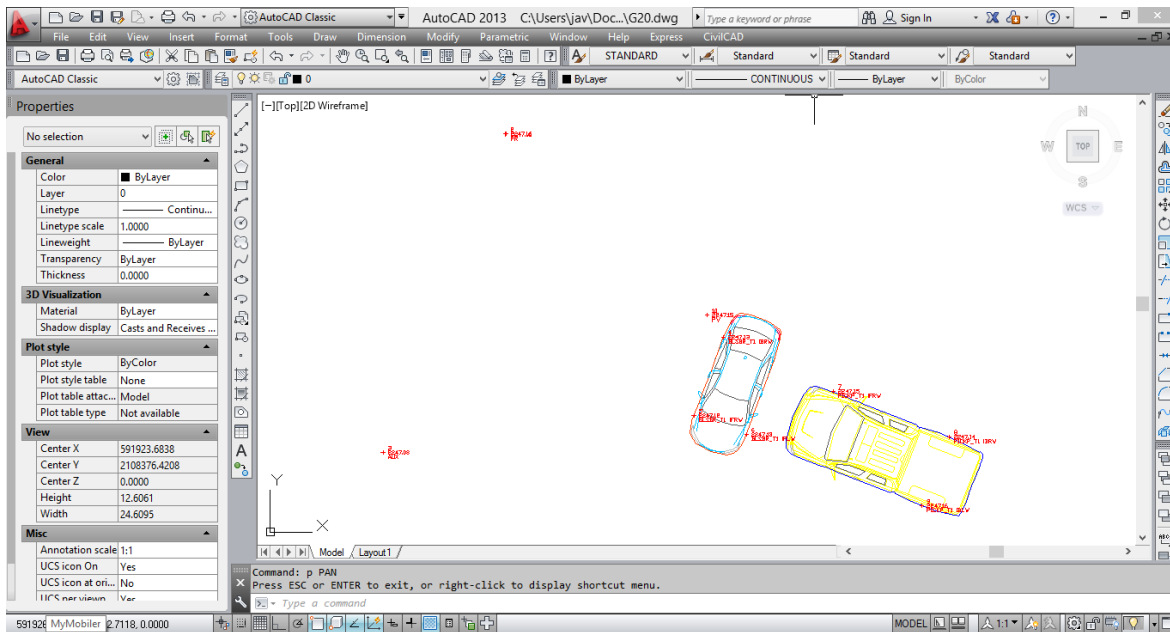 AutoCAD Classic
AutoCAD 2013 C:\Users\jav\Doc...\G20.dwg
Type a keyword or phrase
Sign In
File Edit View Insert Format Tools Draw Dimension Modify Parametric Window Help Express CivilCAD
STANDARD Standard Standard Standard
AutoCAD Classic 0 ByLayer CONTINUOUS ByLayer ByColor
Properties
No selection
General
Color ByLayer
Layer 0
Linetype Continu...
Linetype scale 1.0000
Lineweight ByLayer
Transparency ByLayer
Thickness 0.0000
3D Visualization
Material ByLayer
Shadow display Casts and Receives ...
Plot style
Plot style ByColor
Plot style table None
Plot table attac... Model
Plot table type Not available
View
Center X 591923.6838
Center Y 2108376.4208
Center Z 0.0000
Height 12.6061
Width 24.6095
Misc
Annotation scale 1:1
UCS icon On Yes
UCS icon at ori... No
UCS per viewp... Yes
[−][Top][2D Wireframe]
N
W TOP E
S
WCS
Y
X
Model Layout1
Command: p PAN
Press ESC or ENTER to exit, or right-click to display shortcut menu.
Type a command
MyMobiler 2.7118, 0.0000
MODEL 1:1